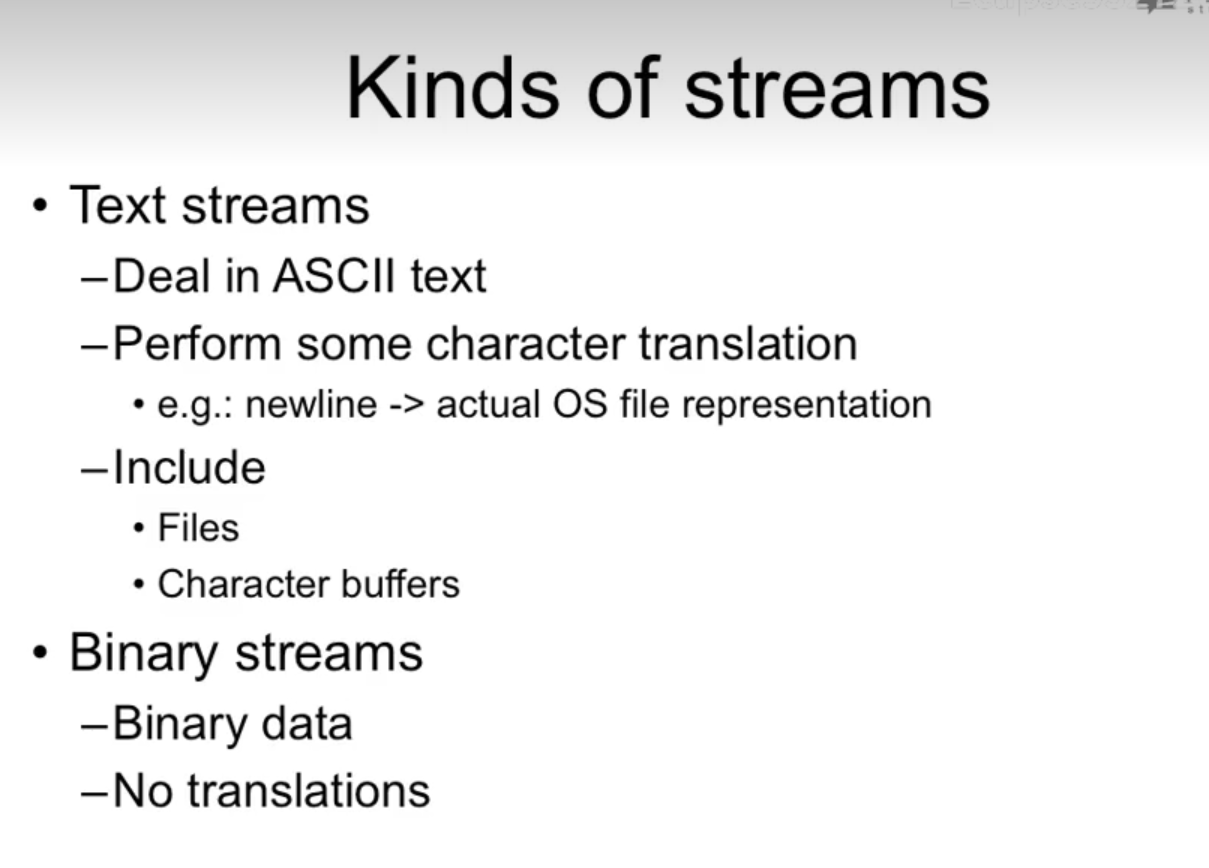 Kinds of streams
• Text streams
–Deal in ASCII text
–Perform some character translation
• e.g.: newline -> actual OS file representation
–Include
• Files
• Character buffers
• Binary streams
–Binary data
–No translations